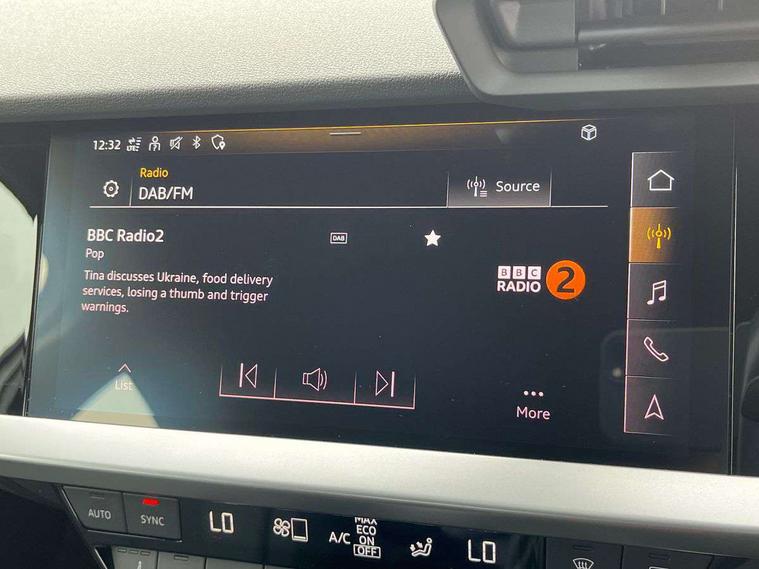 12:32 LTE
Radio
DAB/FM
Source
BBC Radio2
DAB
Pop
Tina discusses Ukraine, food delivery
services, losing a thumb and trigger
warnings.
BBC
RADIO 2
List
More
AUTO
SYNC
LO
A/C
MAX
ECO
ON
OFF
LO